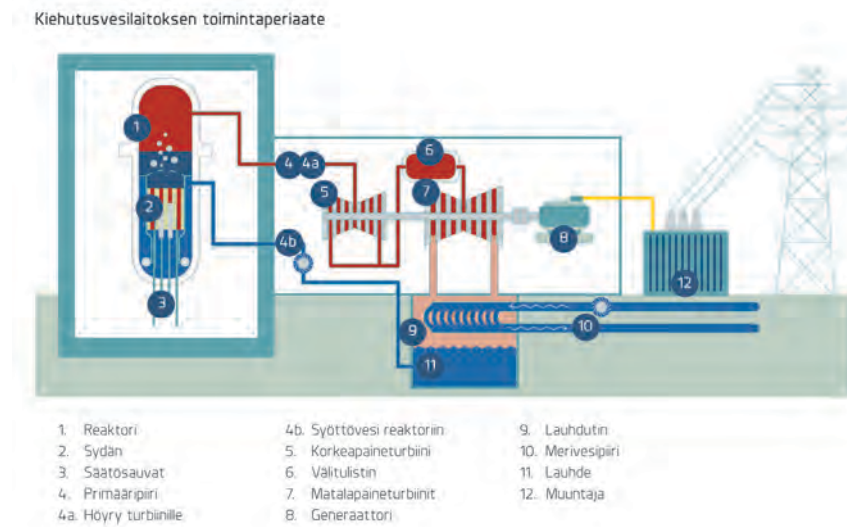 Kiehutusvesilaitoksen toimintaperiaate
1
2
3
4 4a
4b
5
6
7
8
9
10
11
12
1. Reaktori
2. Sydän
3. Säätösauvat
4. Primääripiiri
4a. Höyry turbiinille
4b. Syöttövesi reaktoriin
5. Korkeapaineturbiini
6. Välitulistin
7. Matalapaineturbiinit
8. Generaattori
9. Lauhdutin
10. Merivesipiiri
11. Lauhde
12. Muuntaja